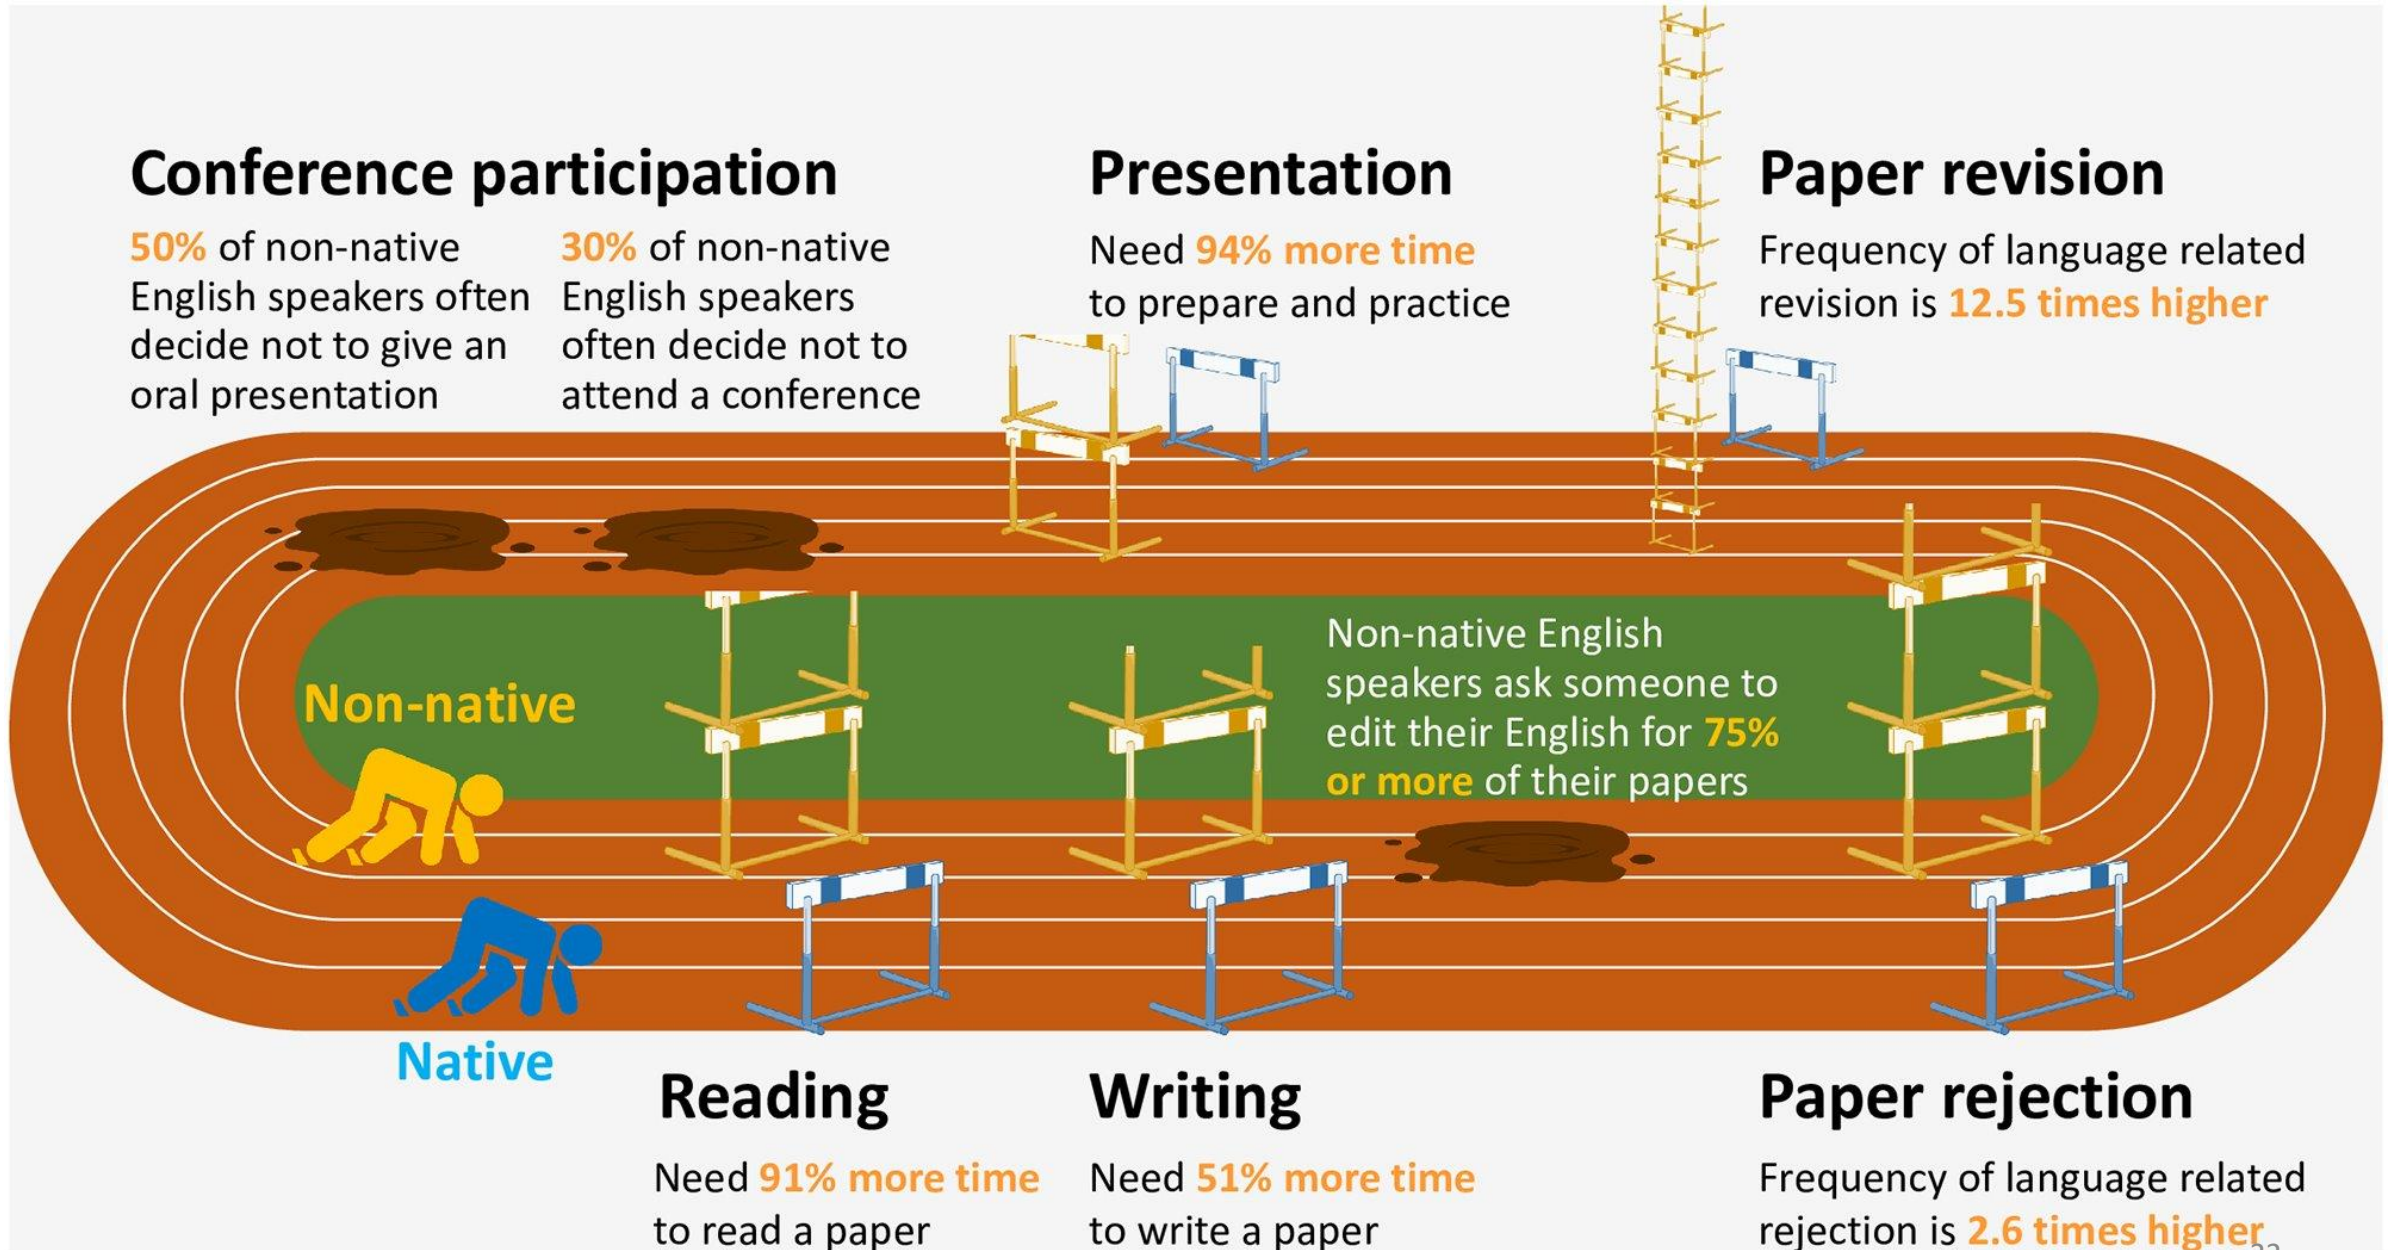 Conference participation
50% of non-native
English speakers often
decide not to give an
oral presentation
30% of non-native
English speakers
often decide not to
attend a conference
Presentation
Need 94% more time
to prepare and practice
Paper revision
Frequency of language related
revision is 12.5 times higher
Non-native English
speakers ask someone to
edit their English for 75%
or more of their papers
Non-native
Native
Reading
Need 91% more time
to read a paper
Writing
Need 51% more time
to write a paper
Paper rejection
Frequency of language related
rejection is 2.6 times higher